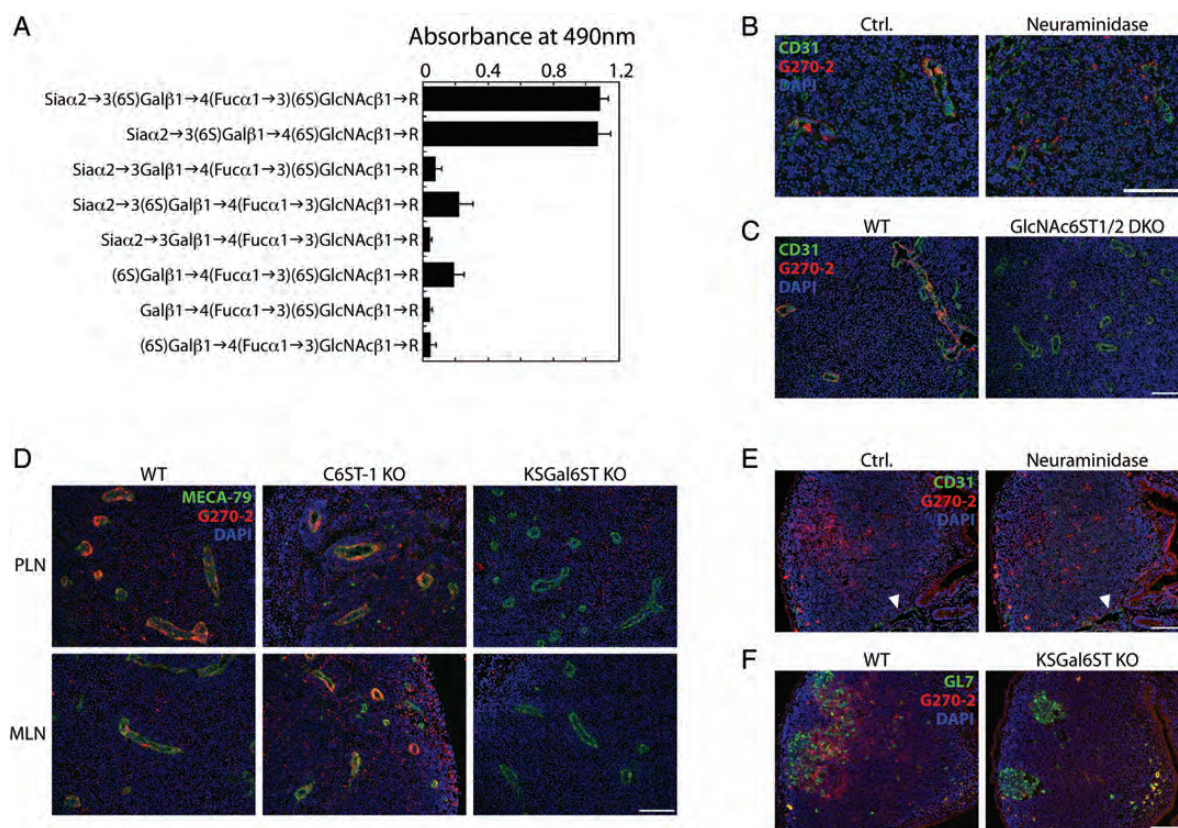 A
Absorbance at 490nm
0 0.4 0.8 1.2
Siaα2→3(6S)Galβ1→4(Fucα1→3)(6S)GlcNAcβ1→R
Siaα2→3(6S)Galβ1→4(6S)GlcNAcβ1→R
Siaα2→3Galβ1→4(Fucα1→3)(6S)GlcNAcβ1→R
Siaα2→3(6S)Galβ1→4(Fucα1→3)GlcNAcβ1→R
Siaα2→3Galβ1→4(Fucα1→3)GlcNAcβ1→R
(6S)Galβ1→4(Fucα1→3)(6S)GlcNAcβ1→R
Galβ1→4(Fucα1→3)(6S)GlcNAcβ1→R
(6S)Galβ1→4(Fucα1→3)GlcNAcβ1→R
B
Ctrl. Neuraminidase
CD31
G270-2
DAPI
C
WT GlcNAc6ST1/2 DKO
CD31
G270-2
DAPI
D
WT C6ST-1 KO KSGal6ST KO
MECA-79
G270-2
DAPI
PLN
MLN
E
Ctrl. Neuraminidase
CD31
G270-2
DAPI
F
WT KSGal6ST KO
GL7
G270-2
DAPI